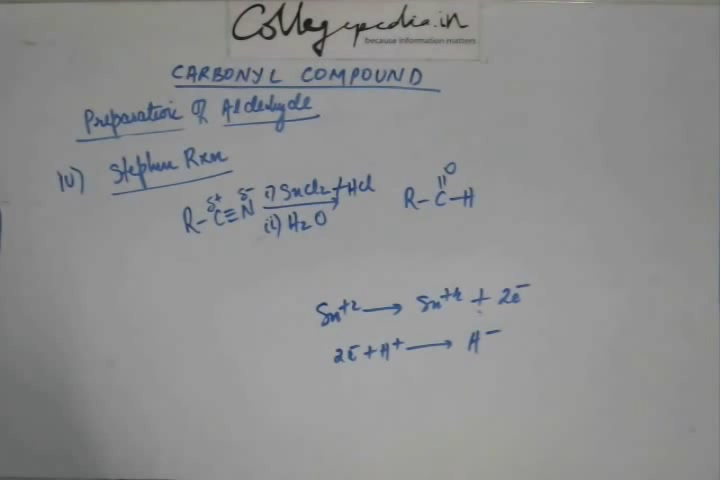 Collegepedia.in
because information matters
CARBONYL COMPOUND
Preparation of Aldehyde
IV) Stephen Rxn
R-C≡N δ+ δ- i) SnCl2 + HCl ii) H2O R-C-H =O
Sn+2 → Sn+4 + 2e-
2e- + H+ → H-